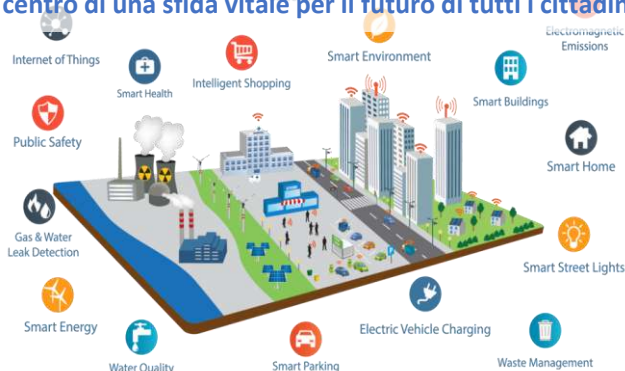 centro di una sfida vitale per il futuro di tutti i cittadin
Electromagnetic
Emissions
Internet of Things
Smart Health
Intelligent Shopping
Smart Environment
Smart Buildings
Public Safety
Smart Home
Gas & Water
Leak Detection
Smart Street Lights
Smart Energy
Electric Vehicle Charging
Water Quality
Smart Parking
Waste Management